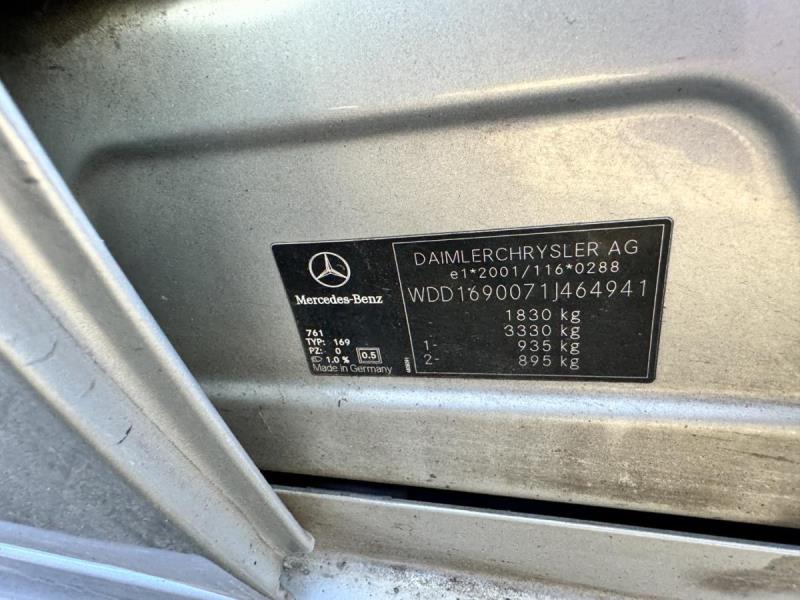 Mercedes-Benz
761
TYP: 169
PZ: 0
1.0 % 0.5
Made in Germany
DAIMLERCHRYSLER AG
e1*2001/116*0288
WDD1690071J464941
1830 kg
3330 kg
1- 935 kg
2- 895 kg